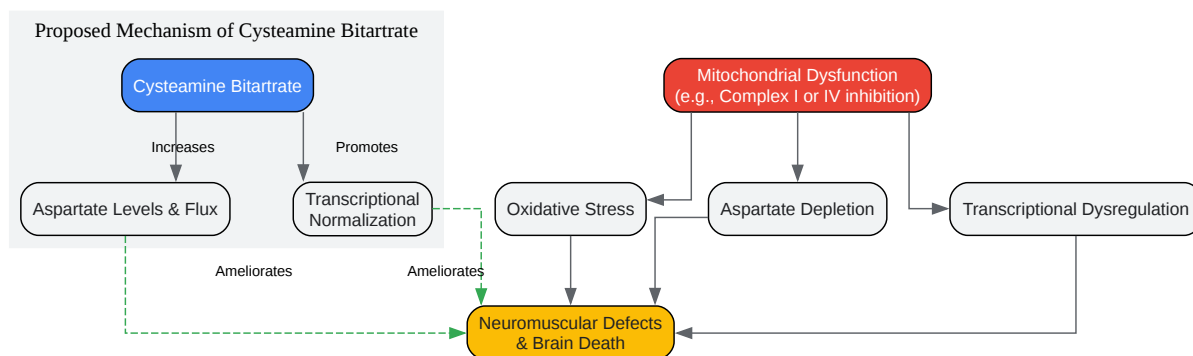 Proposed Mechanism of Cysteamine Bitartrate
Cysteamine Bitartrate
Mitochondrial Dysfunction
(e.g., Complex I or IV inhibition)
Increases
Promotes
Aspartate Levels & Flux
Transcriptional
Normalization
Oxidative Stress
Aspartate Depletion
Transcriptional Dysregulation
Ameliorates
Ameliorates
Neuromuscular Defects
& Brain Death